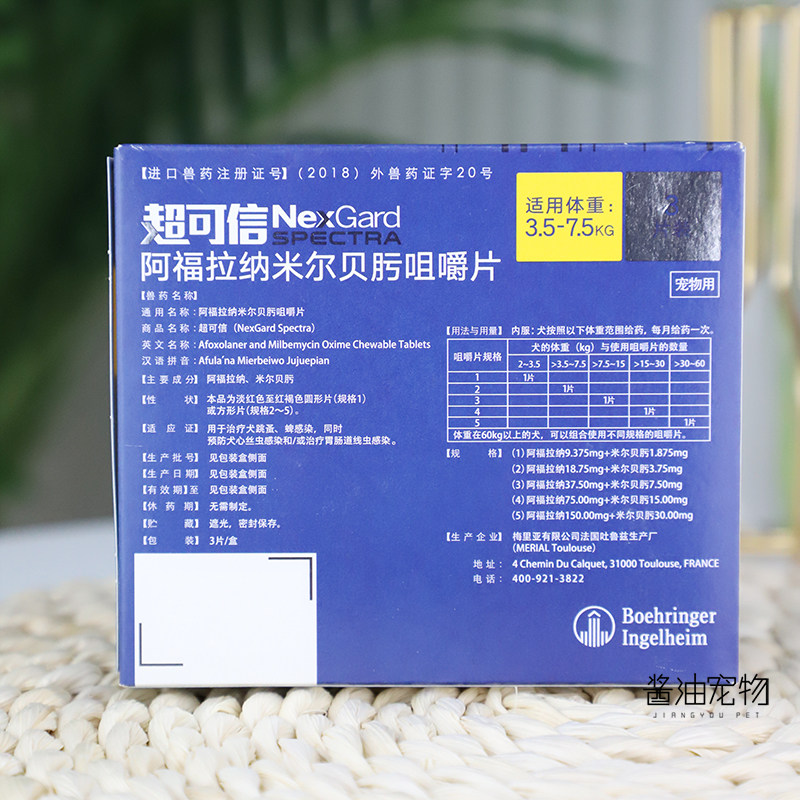 【进口兽药注册证号】(2018)外兽药证字20号
超可信 NexGard
SPECTRA
阿福拉纳米尔贝肟咀嚼片
适用体重：
3.5-7.5KG
宠物用
【兽药名称】
通用名称：阿福拉纳米尔贝肟咀嚼片
商品名称：超可信（NexGard Spectra）
英文名称：Afoxolaner and Milbemycin Oxime Chewable Tablets
汉语拼音：Afula'na Mierbeiwo Jujuepian
【主要成分】 阿福拉纳、米尔贝肟
【性 状】 本品为淡红色至红褐色圆形片(规格1)
或方形片(规格2～5)。
【适 应 证】 用于治疗犬跳蚤、蜱感染，同时
预防犬心丝虫感染和/或治疗胃肠道线虫感染。
【生产批号】 见包装盒侧面
【生产日期】 见包装盒侧面
【有效期】至 见包装盒侧面
【休 药 期】 无需制定。
【贮 藏】 遮光，密封保存。
【包 装】 3片/盒
【用法与用量】 内服：犬按照以下体重范围给药，每月给药一次。
咀嚼片规格 犬的体重（kg）与使用咀嚼片的数量
2~3.5 >3.5~7.5 >7.5~15 >15~30 >30~60
1 1片
2 1片
3 1片
4 1片
5 1片
体重在60kg以上的犬，可以组合使用不同规格的咀嚼片。
【规 格】 (1) 阿福拉纳9.375mg+米尔贝肟1.875mg
(2) 阿福拉纳18.75mg+米尔贝肟3.75mg
(3) 阿福拉纳37.50mg+米尔贝肟7.50mg
(4) 阿福拉纳75.00mg+米尔贝肟15.00mg
(5) 阿福拉纳150.00mg+米尔贝肟30.00mg
【生产企业】 梅里亚有限公司法国吐鲁兹生产厂
(MERIAL Toulouse)
地址： 4 Chemin Du Calquet, 31000 Toulouse, FRANCE
电话： 400-921-3822
Boehringer
Ingelheim
酱油宠物
JIANGYOU PET